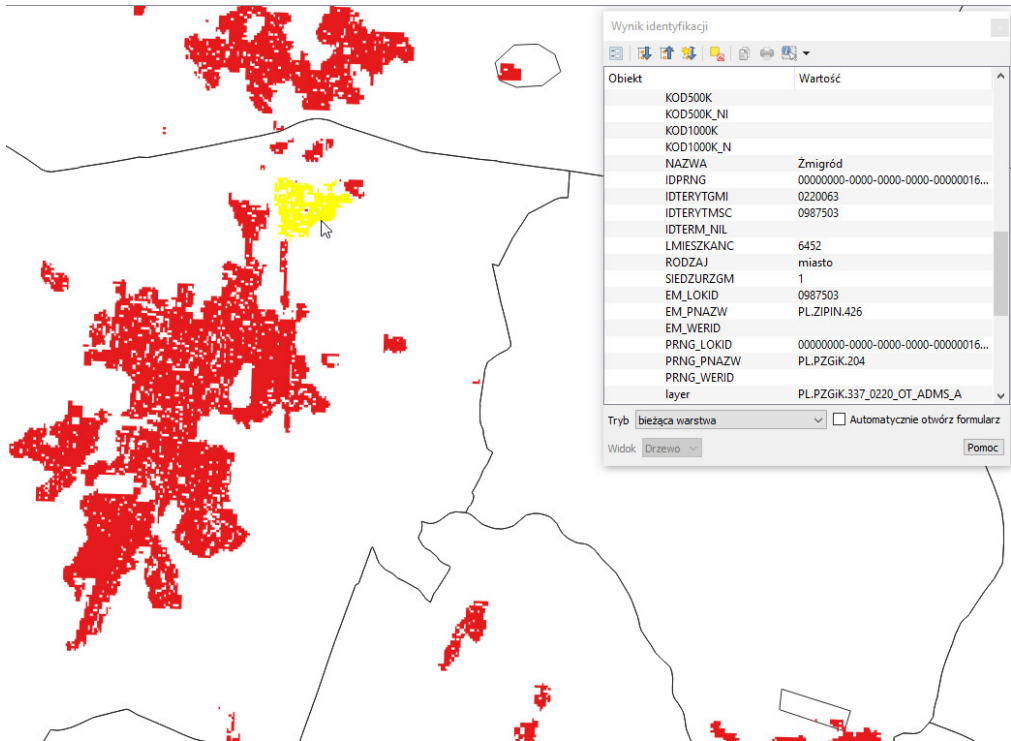 Wynik identyfikacji
Obiekt Wartość
KOD500K
KOD500K_NI
KOD1000K
KOD1000K_N
NAZWA Żmigród
IDPRNG 00000000-0000-0000-0000-00000016...
IDTERYTGMI 0220063
IDTERYTMSC 0987503
IDTERM_NIL
LMIESZKANC 6452
RODZAJ miasto
SIEDZURZGM 1
EM_LOKID 0987503
EM_PNAZW PL.ZIPIN.426
EM_WERID
PRNG_LOKID 00000000-0000-0000-0000-00000016...
PRNG_PNAZW PL.PZGiK.204
PRNG_WERID
layer PL.PZGiK.337_0220_OT_ADMS_A
Tryb bieżąca warstwa Automatycznie otwórz formularz
Widok Drzewo Pomoc